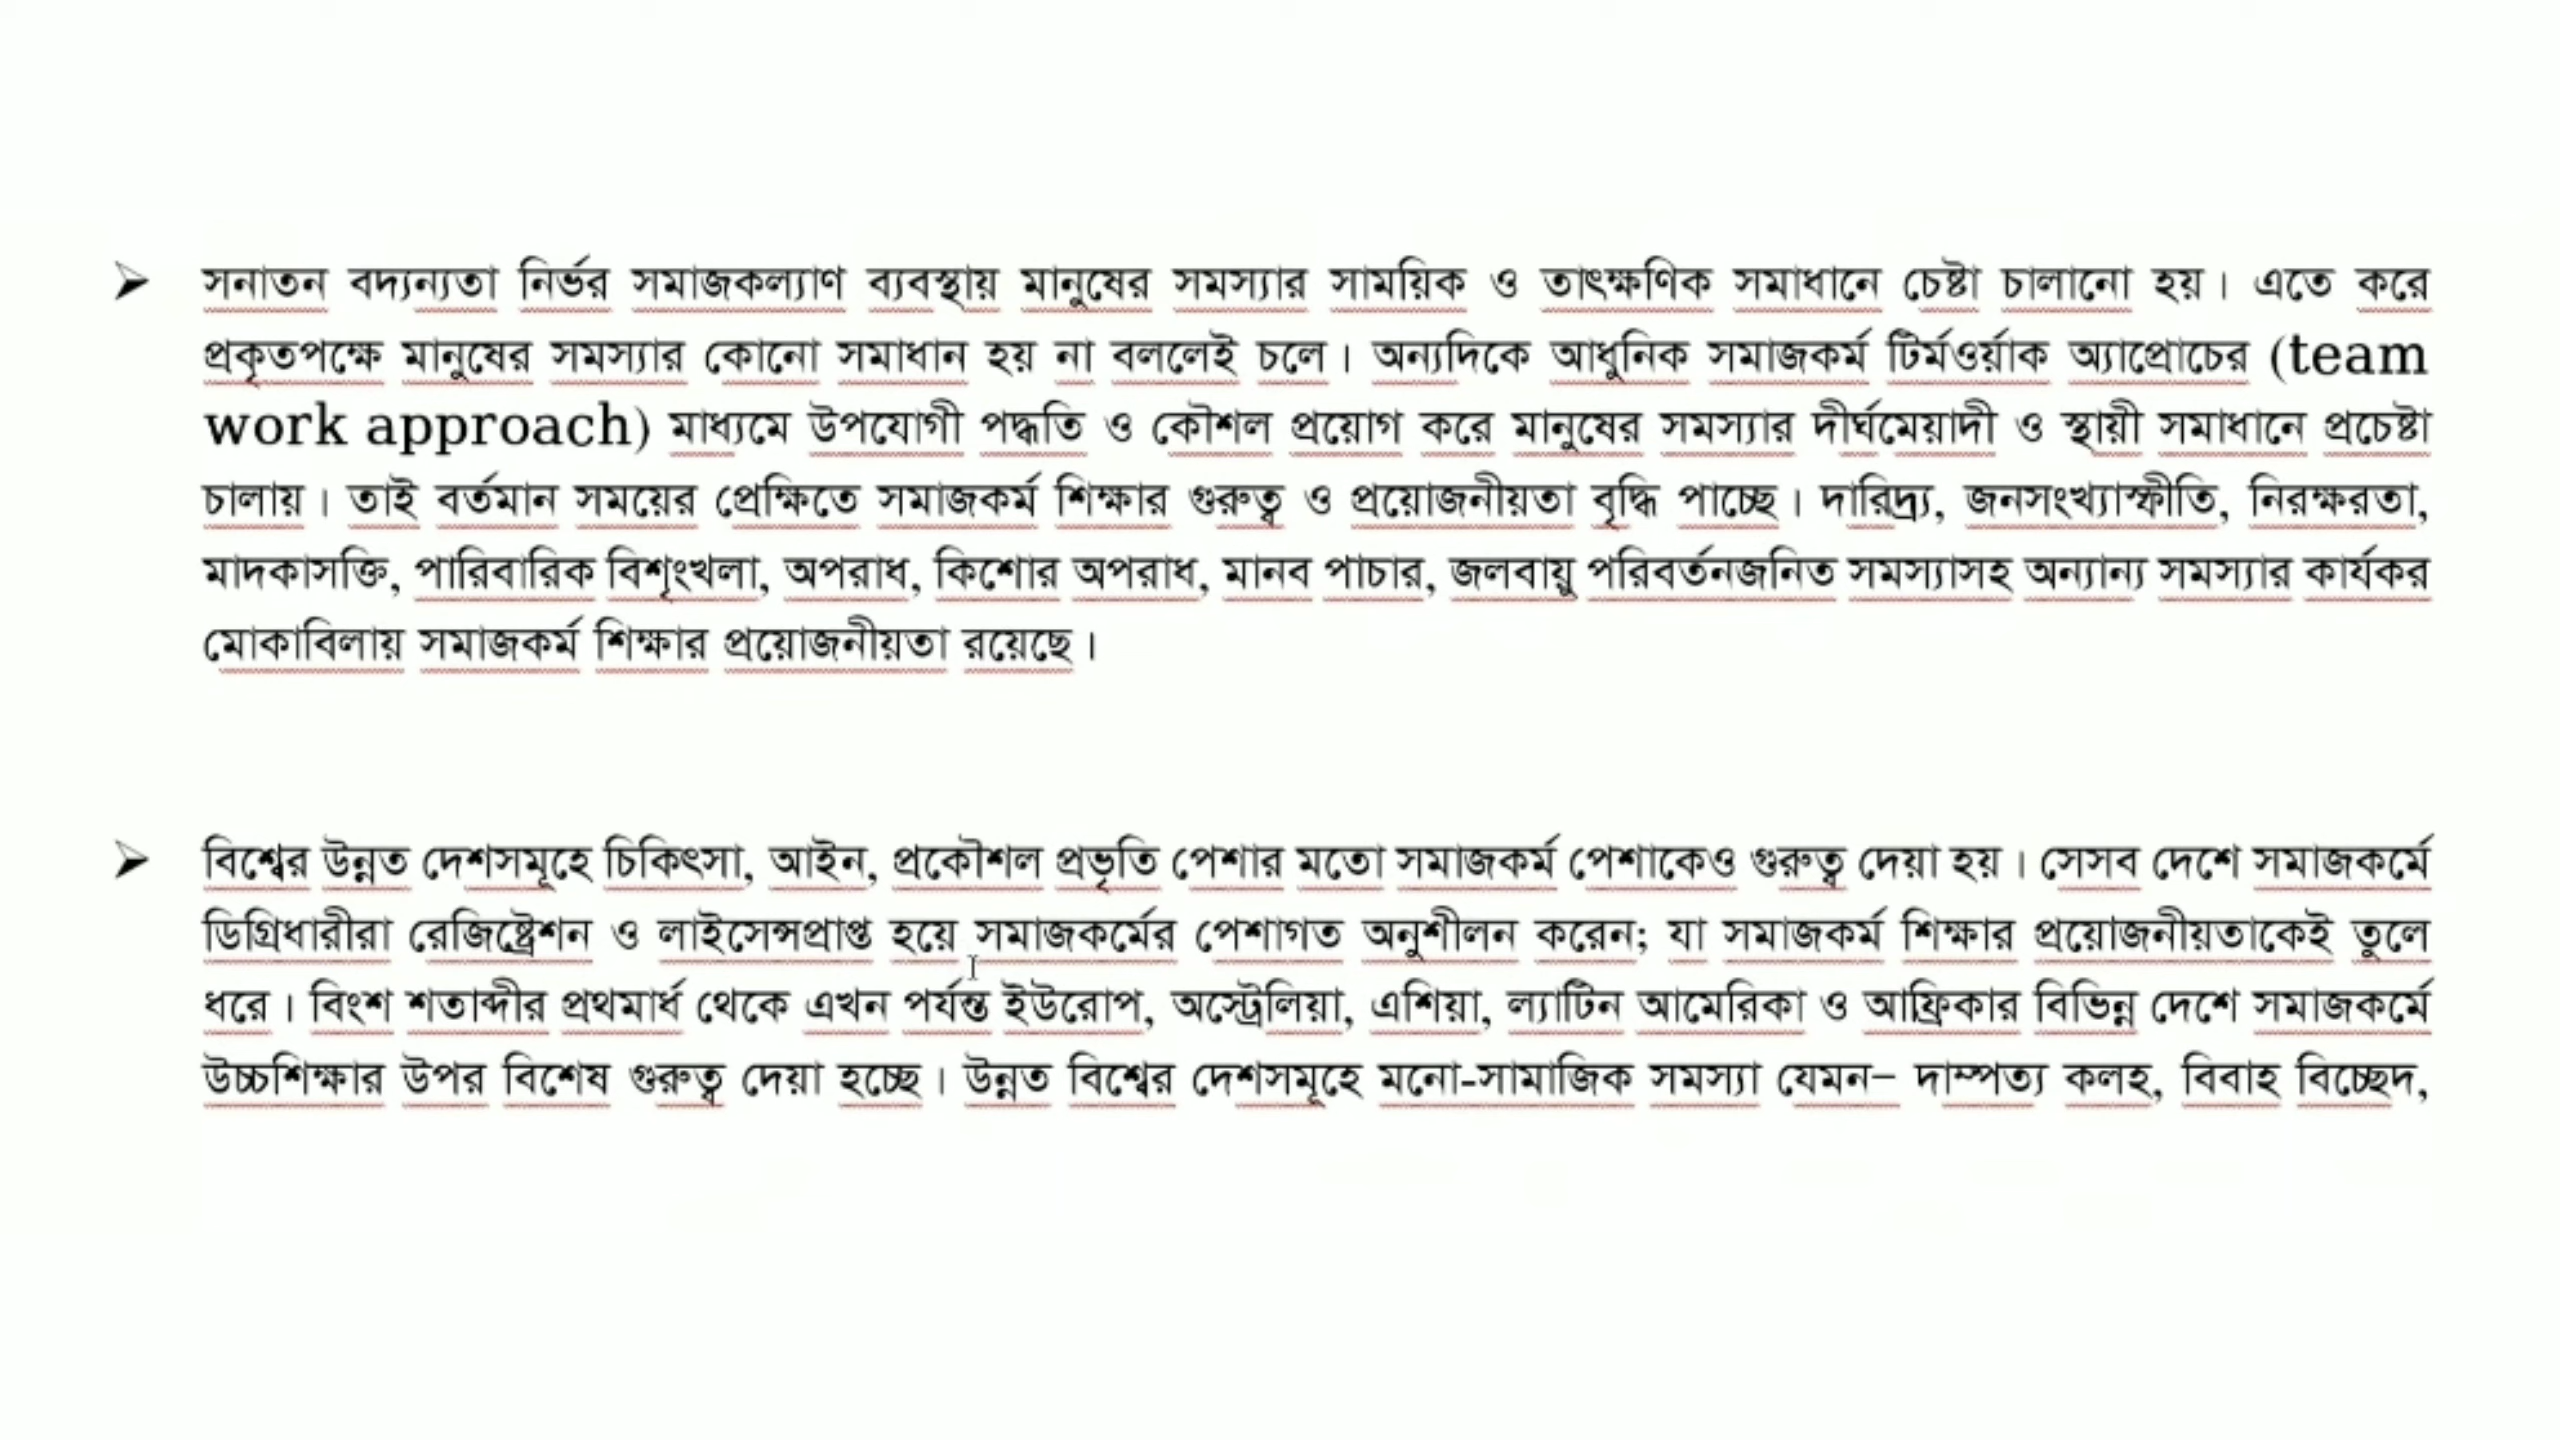 ➢ সনাতন বদ্যন্যতা নির্ভর সমাজকল্যাণ ব্যবস্থায় মানুষের সমস্যার সাময়িক ও তাৎক্ষণিক সমাধানে চেষ্টা চালানো হয়। এতে করে
প্রকৃতপক্ষে মানুষের সমস্যার কোনো সমাধান হয় না বললেই চলে। অন্যদিকে আধুনিক সমাজকর্ম টির্মওর্য়াক অ্যাপ্রোচের (team
work approach) মাধ্যমে উপযোগী পদ্ধতি ও কৌশল প্রয়োগ করে মানুষের সমস্যার দীর্ঘমেয়াদী ও স্থায়ী সমাধানে প্রচেষ্টা
চালায়। তাই বর্তমান সময়ের প্রেক্ষিতে সমাজকর্ম শিক্ষার গুরুত্ব ও প্রয়োজনীয়তা বৃদ্ধি পাচ্ছে। দারিদ্র্য, জনসংখ্যাস্ফীতি, নিরক্ষরতা,
মাদকাসক্তি, পারিবারিক বিশৃংখলা, অপরাধ, কিশোর অপরাধ, মানব পাচার, জলবায়ু পরিবর্তনজনিত সমস্যাসহ অন্যান্য সমস্যার কার্যকর
মোকাবিলায় সমাজকর্ম শিক্ষার প্রয়োজনীয়তা রয়েছে।
➢ বিশ্বের উন্নত দেশসমূহে চিকিৎসা, আইন, প্রকৌশল প্রভৃতি পেশার মতো সমাজকর্ম পেশাকেও গুরুত্ব দেয়া হয়। সেসব দেশে সমাজকর্মে
ডিগ্রিধারীরা রেজিষ্ট্রেশন ও লাইসেন্সপ্রাপ্ত হয়ে সমাজকর্মের পেশাগত অনুশীলন করেন; যা সমাজকর্ম শিক্ষার প্রয়োজনীয়তাকেই তুলে
ধরে। বিংশ শতাব্দীর প্রথমার্ধ থেকে এখন পর্যন্ত ইউরোপ, অস্ট্রেলিয়া, এশিয়া, ল্যাটিন আমেরিকা ও আফ্রিকার বিভিন্ন দেশে সমাজকর্মে
উচ্চশিক্ষার উপর বিশেষ গুরুত্ব দেয়া হচ্ছে। উন্নত বিশ্বের দেশসমূহে মনো-সামাজিক সমস্যা যেমন– দাম্পত্য কলহ, বিবাহ বিচ্ছেদ,